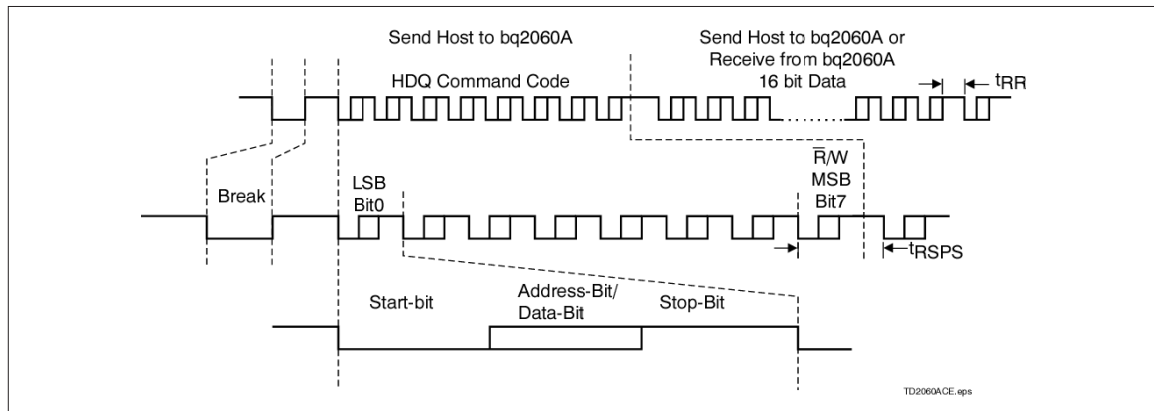 Send Host to bq2060A
Send Host to bq2060A or
Receive from bq2060A
HDQ Command Code
16 bit Data
tRR
Break
LSB
Bit0
R̅/W
MSB
Bit7
tRSPS
Start-bit
Address-Bit/
Data-Bit
Stop-Bit
TD2060ACE.eps